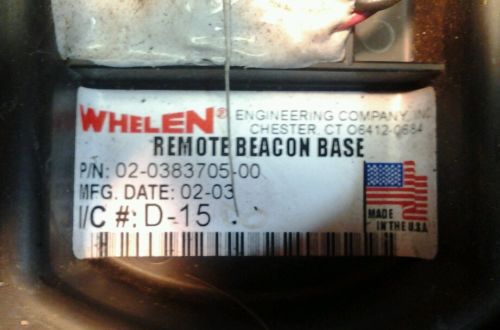 WHELEN® ENGINEERING COMPANY, INC
CHESTER, CT 06412-0684
REMOTE BEACON BASE
P/N: 02-0383705-00
MFG. DATE: 02-03
I/C #: D-15
MADE
IN THE U.S.A.